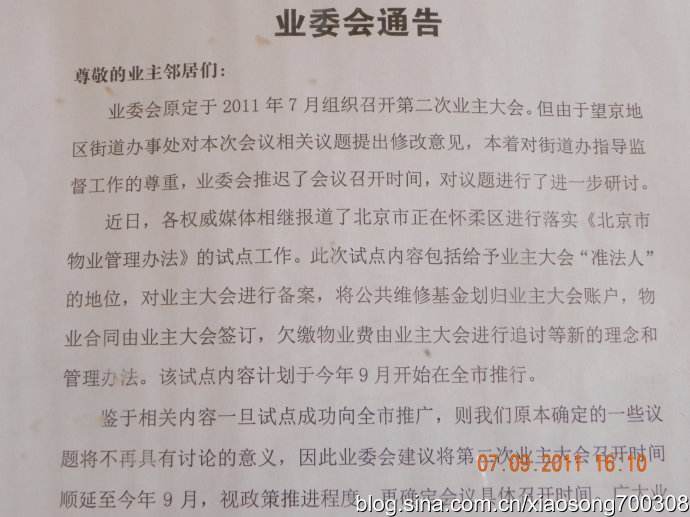 业委会通告
尊敬的业主邻居们：
业委会原定于 2011 年 7 月组织召开第二次业主大会。但由于望京地
区街道办事处对本次会议相关议题提出修改意见，本着对街道办指导监
督工作的尊重，业委会推迟了会议召开时间，对议题进行了进一步研讨。
近日，各权威媒体相继报道了北京市正在怀柔区进行落实《北京市
物业管理办法》的试点工作。此次试点内容包括给予业主大会“准法人”
的地位，对业主大会进行备案，将公共维修基金划归业主大会账户，物
业合同由业主大会签订，欠缴物业费由业主大会进行追讨等新的理念和
管理办法。该试点内容计划于今年 9 月开始在全市推行。
鉴于相关内容一旦试点成功向全市推广，则我们原本确定的一些议
题将不再具有讨论的意义，因此业委会建议将第二次业主大会召开时间
07.09.2011 16:10
顺延至今年 9 月，视政策推进程度，再确定会议具体召开时间。广大业
blog.sina.com.cn/xiaosong700308